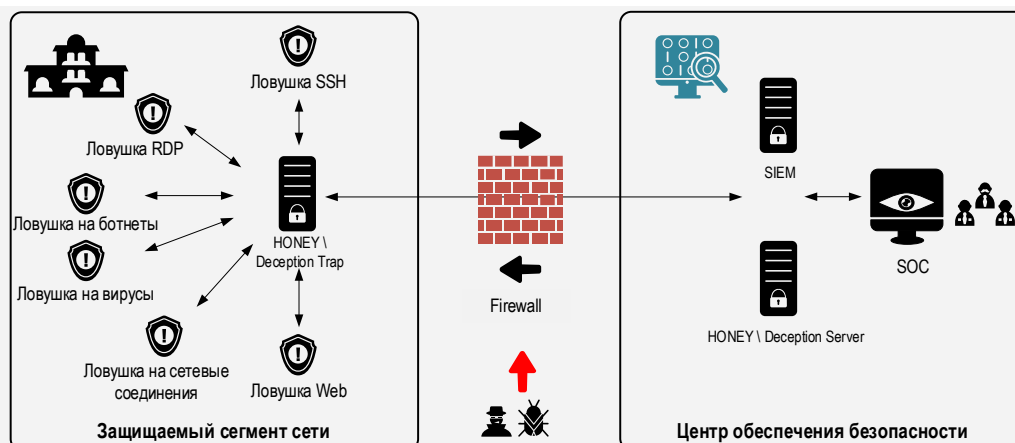 Ловушка SSH
Ловушка RDP
Ловушка на ботнеты
Ловушка на вирусы
Ловушка на сетевые
соединения
Ловушка Web
HONEY \
Deception Trap
Защищаемый сегмент сети
Firewall
SIEM
SOC
HONEY \ Deception Server
Центр обеспечения безопасности